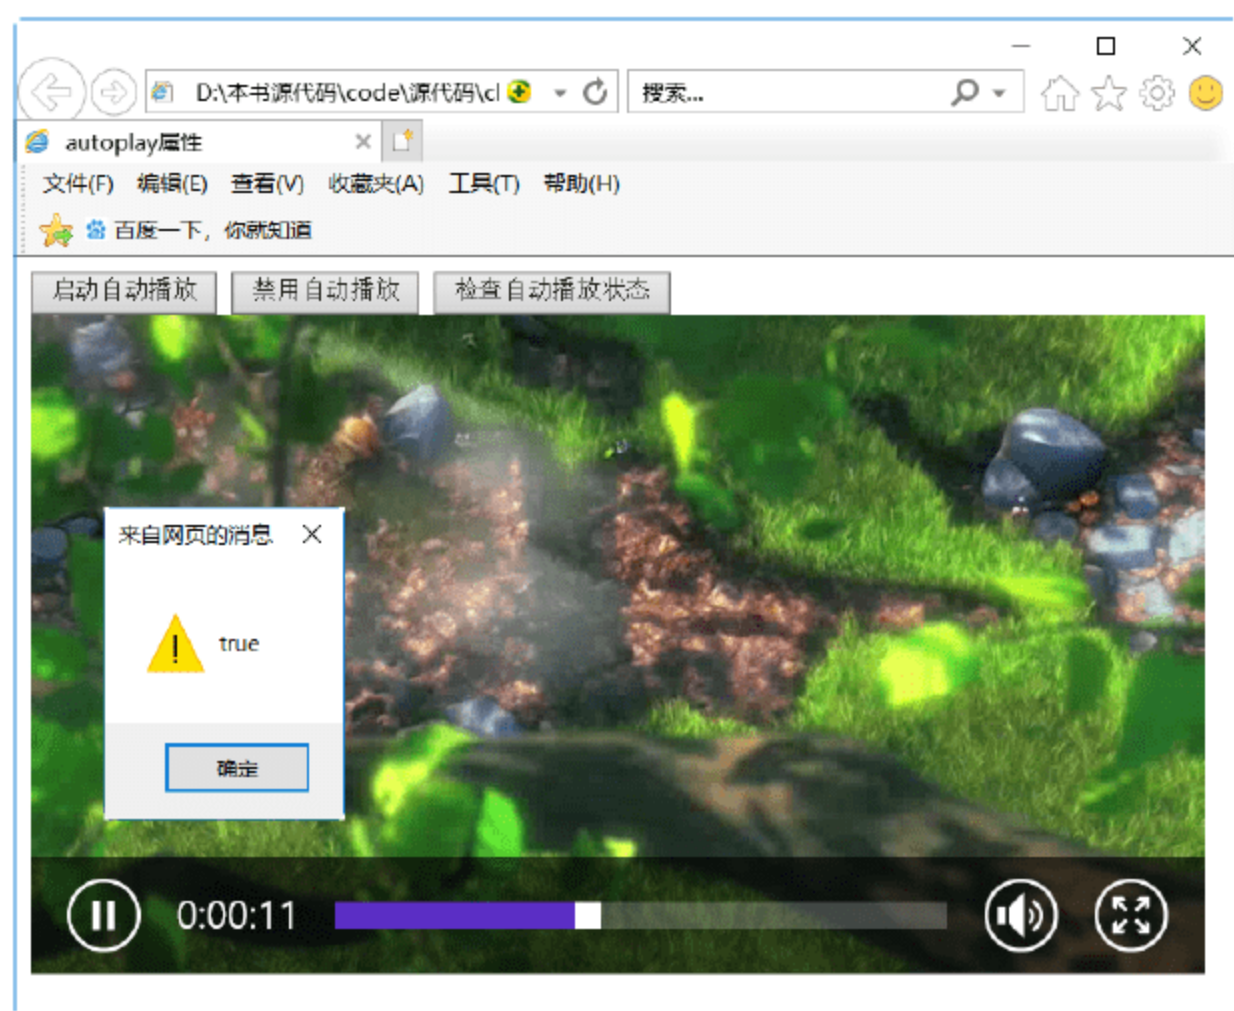 D:\本书源代码\code\源代码\cl
搜索...
autoplay属性
文件(F) 编辑(E) 查看(V) 收藏夹(A) 工具(T) 帮助(H)
百度一下，你就知道
启动自动播放 禁用自动播放 检查自动播放状态
来自网页的消息
true
确定
0:00:11